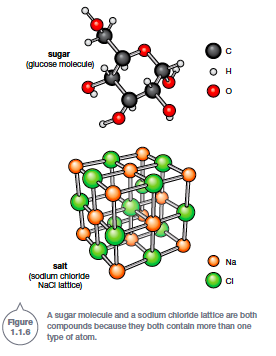 sugar
(glucose molecule)
C
H
O
salt
(sodium chloride
NaCl lattice)
Na
Cl
Figure
1.1.6
A sugar molecule and a sodium chloride lattice are both
compounds because they both contain more than one
type of atom.